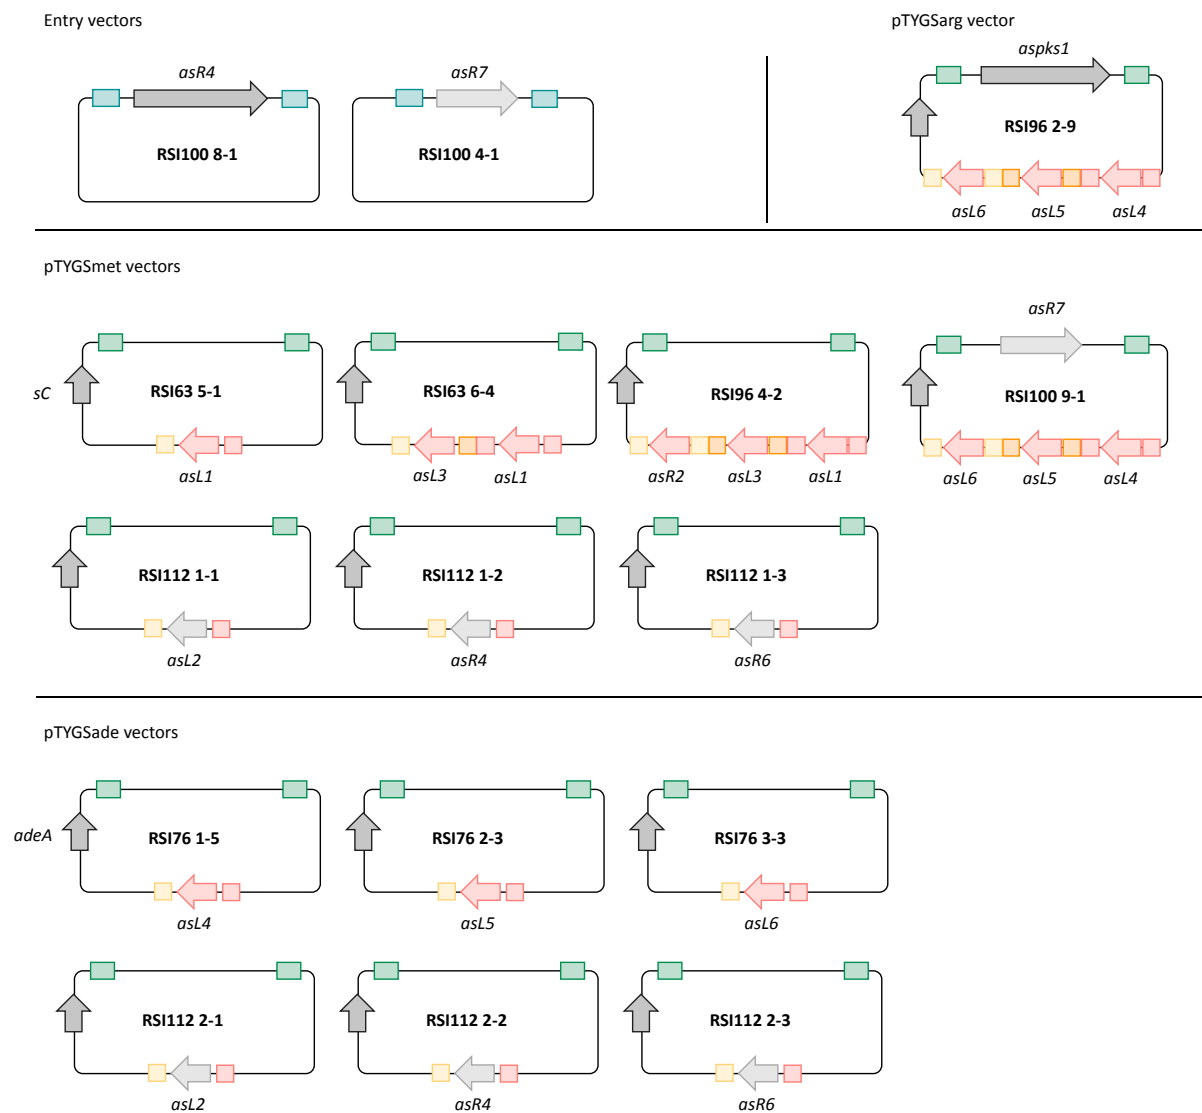 Entry vectors
pTYGSarg vector
asR4
asR7
aspks1
RSI100 8-1
RSI100 4-1
RSI96 2-9
asL6
asL5
asL4
pTYGSmet vectors
asR7
sC
RSI63 5-1
RSI63 6-4
RSI96 4-2
RSI100 9-1
asL1
asL3
asL1
asR2
asL3
asL1
asL6
asL5
asL4
RSI112 1-1
RSI112 1-2
RSI112 1-3
asL2
asR4
asR6
pTYGSade vectors
adeA
RSI76 1-5
RSI76 2-3
RSI76 3-3
asL4
asL5
asL6
RSI112 2-1
RSI112 2-2
RSI112 2-3
asL2
asR4
asR6